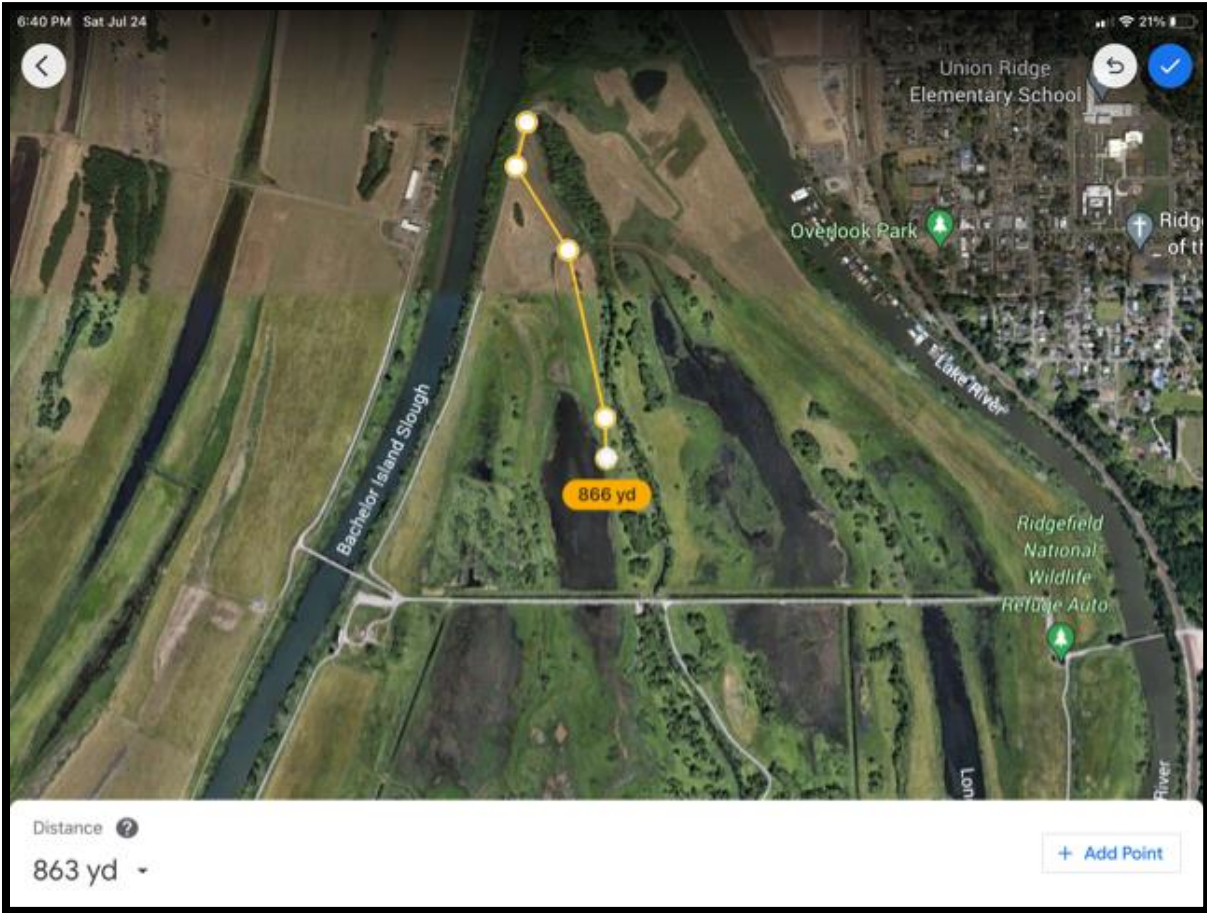 6:40 PM Sat Jul 24
21%
Union Ridge
Elementary School
Overlook Park
Ridg
of th
Lake River
Bachelor Island Slough
866 yd
Ridgefield
National
Wildlife
Refuge Auto
Lon
River
Distance ?
863 yd
+ Add Point